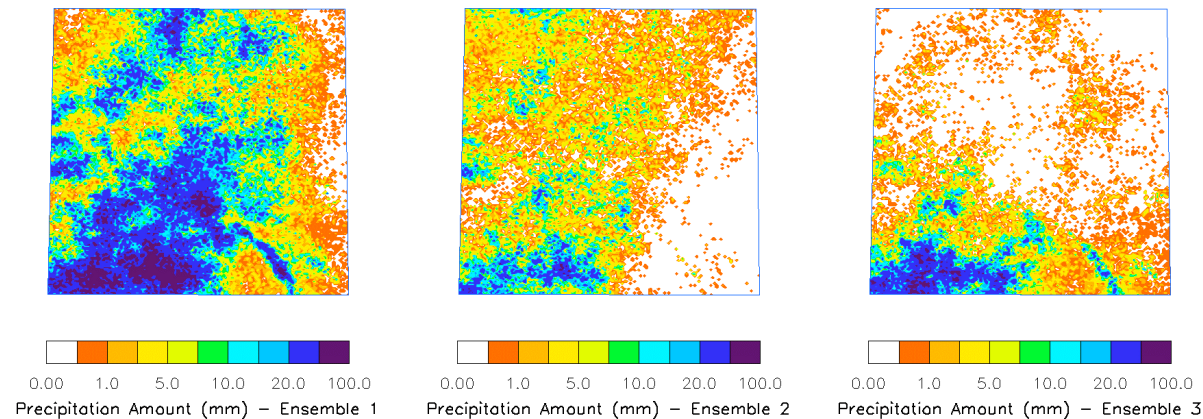 0.00 1.0 5.0 10.0 20.0 100.0 0.00 1.0 5.0 10.0 20.0 100.0 0.00 1.0 5.0 10.0 20.0 100.0
Precipitation Amount (mm) – Ensemble 1 Precipitation Amount (mm) – Ensemble 2 Precipitation Amount (mm) – Ensemble 3